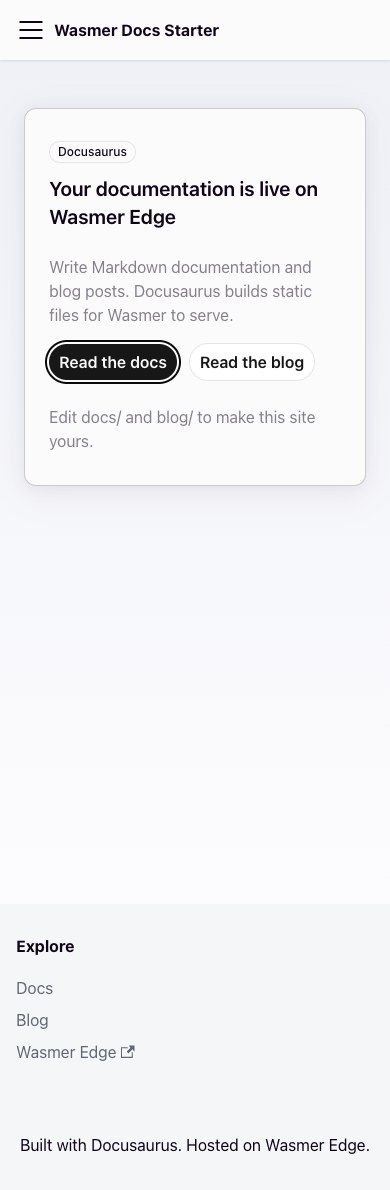 Wasmer Docs Starter
Docusaurus
Your documentation is live on
Wasmer Edge
Write Markdown documentation and
blog posts. Docusaurus builds static
files for Wasmer to serve.
Read the docs
Read the blog
Edit docs/ and blog/ to make this site
yours.
Explore
Docs
Blog
Wasmer Edge
Built with Docusaurus. Hosted on Wasmer Edge.